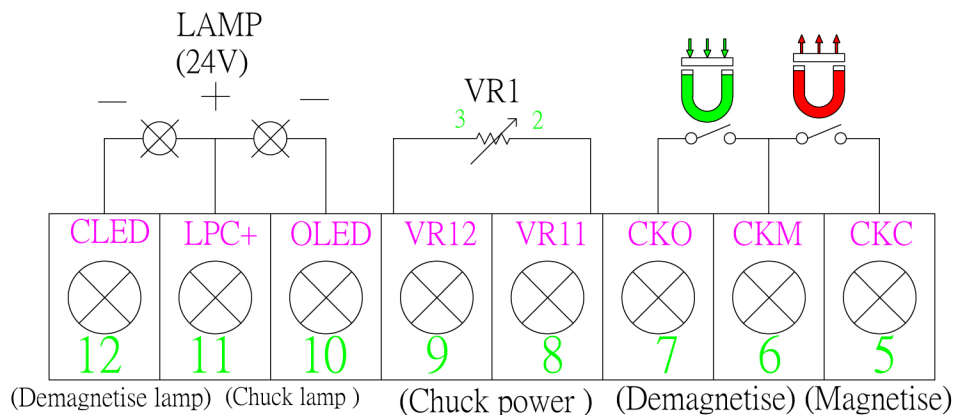 LAMP
(24V)
— + —
VR1
3 2
CLED LPC+ OLED VR12 VR11 CKO CKM CKC
12 11 10 9 8 7 6 5
(Demagnetise lamp) (Chuck lamp ) (Chuck power ) (Demagnetise) (Magnetise)